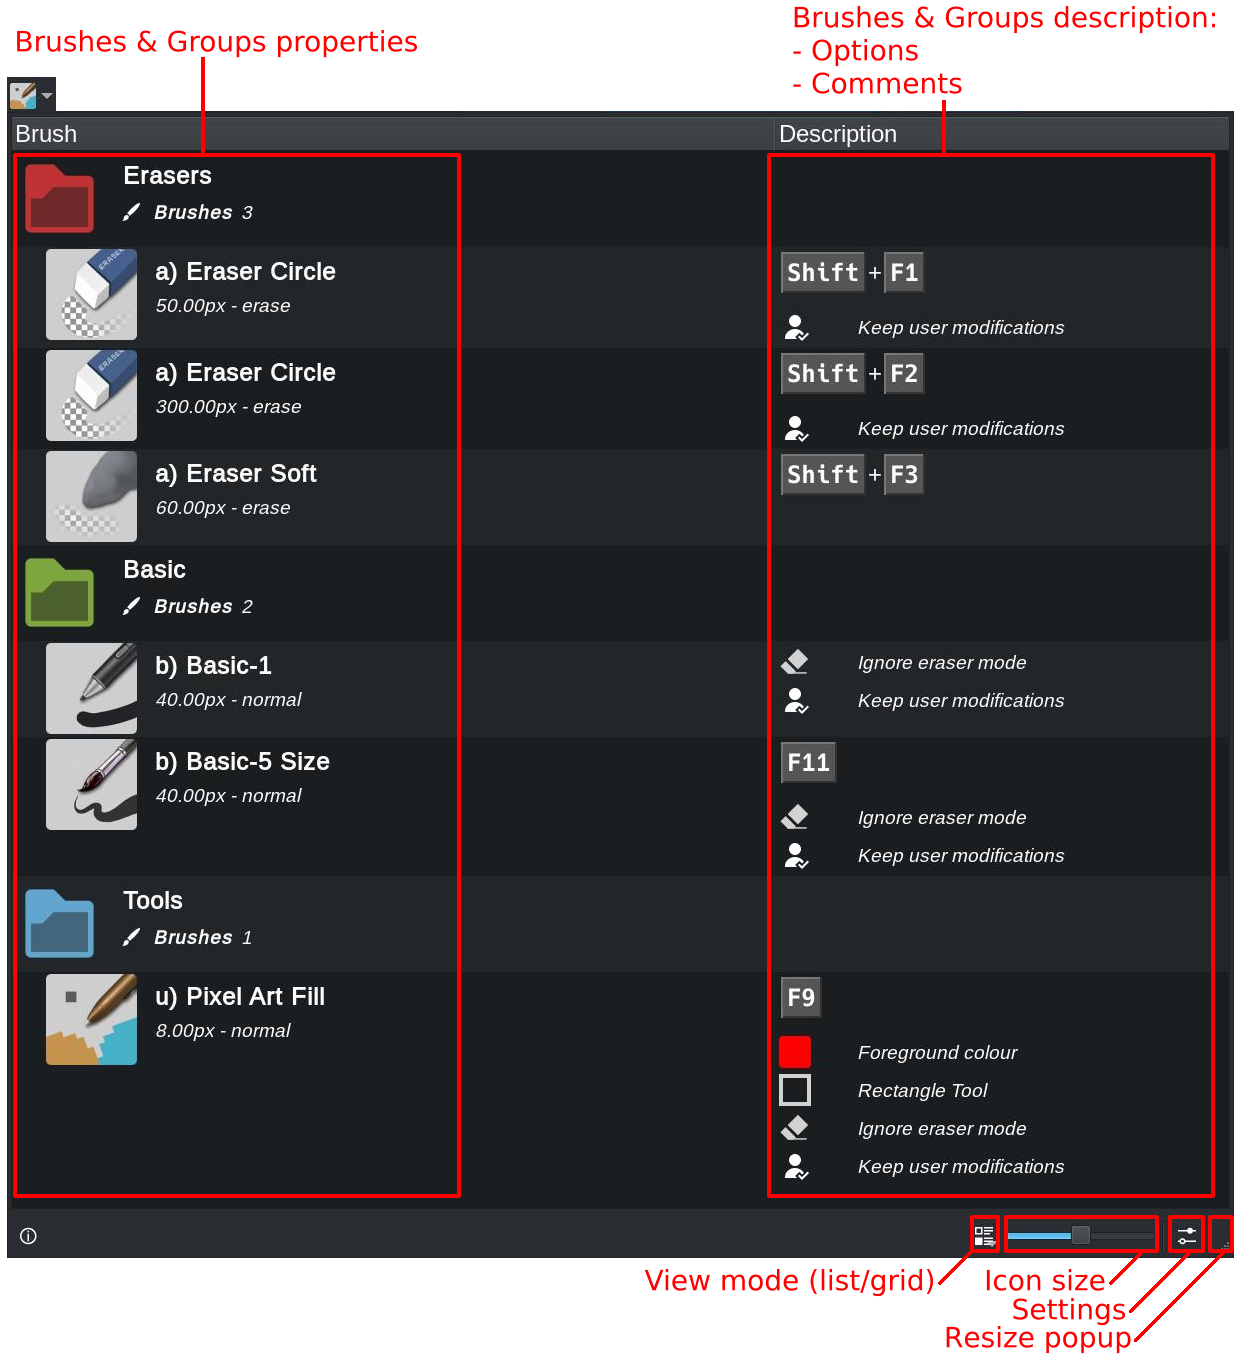 Brushes & Groups properties
Brushes & Groups description:
- Options
- Comments
Brush
Description
Erasers
Brushes 3
ERASER
a) Eraser Circle
50.00px - erase
Shift + F1
Keep user modifications
ERASER
a) Eraser Circle
300.00px - erase
Shift + F2
Keep user modifications
a) Eraser Soft
60.00px - erase
Shift + F3
Basic
Brushes 2
b) Basic-1
40.00px - normal
Ignore eraser mode
Keep user modifications
b) Basic-5 Size
40.00px - normal
F11
Ignore eraser mode
Keep user modifications
Tools
Brushes 1
u) Pixel Art Fill
8.00px - normal
F9
Foreground colour
Rectangle Tool
Ignore eraser mode
Keep user modifications
View mode (list/grid)
Icon size
Settings
Resize popup